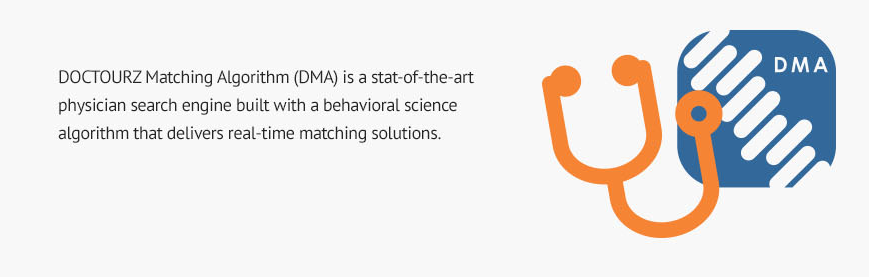 DOCTOURZ Matching Algorithm (DMA) is a stat-of-the-art
physician search engine built with a behavioral science
algorithm that delivers real-time matching solutions.
DMA